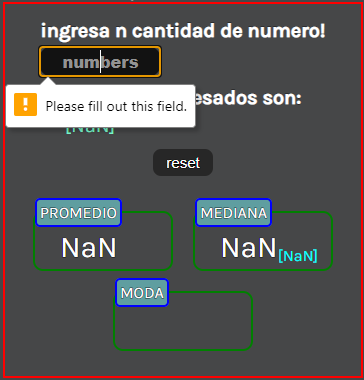 ingresa n cantidad de numero!
numbers
Please fill out this field.
esados son:
[NaN]
reset
PROMEDIO
MEDIANA
NaN
NaN[NaN]
MODA